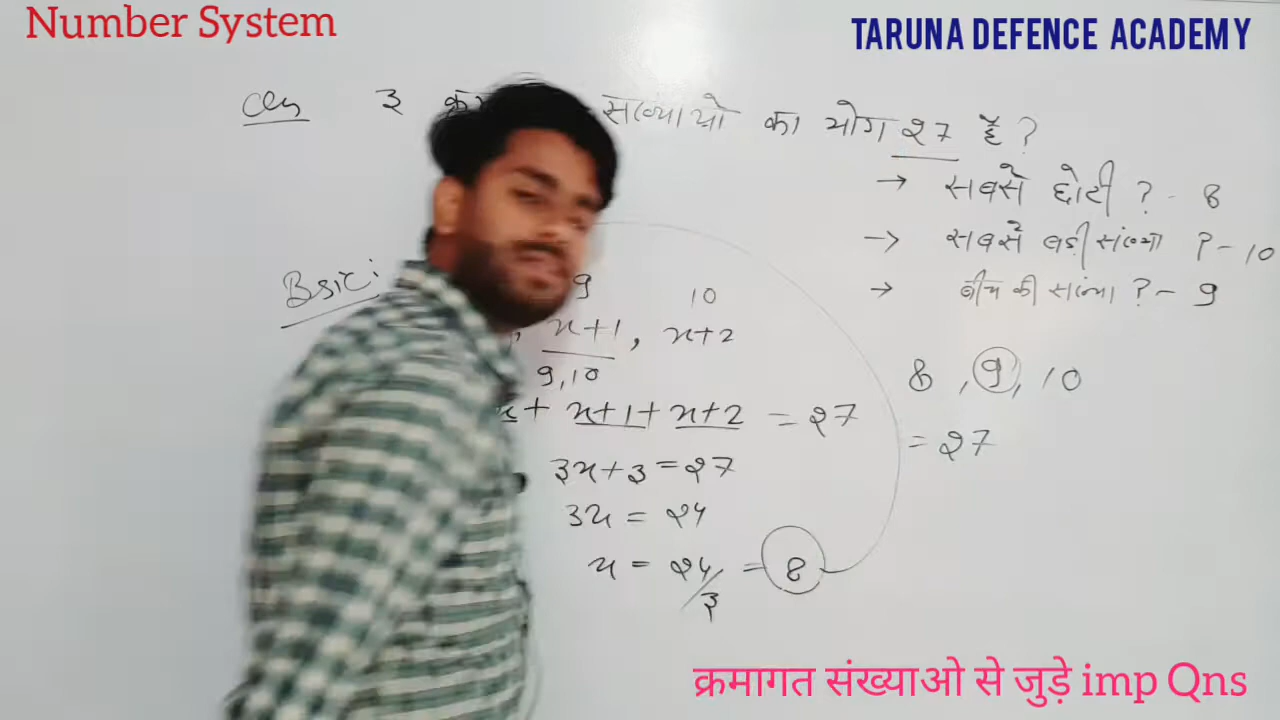 Number System
TARUNA DEFENCE ACADEMY
Qn 3 संख्याओ का योग 27 है ?
→ सबसे छोटी ? - 8
→ सबसे बड़ी संख्या ? - 10
→ बीच की संख्या ? - 9
Basic
9 10
, x+1, x+2
9,10
x + x+1 + x+2 = 27
3x+3 = 27
3x = 24
x = 24/3 = 8
8 , 9, 10
= 27
क्रमागत संख्याओ से जुड़े imp Qns